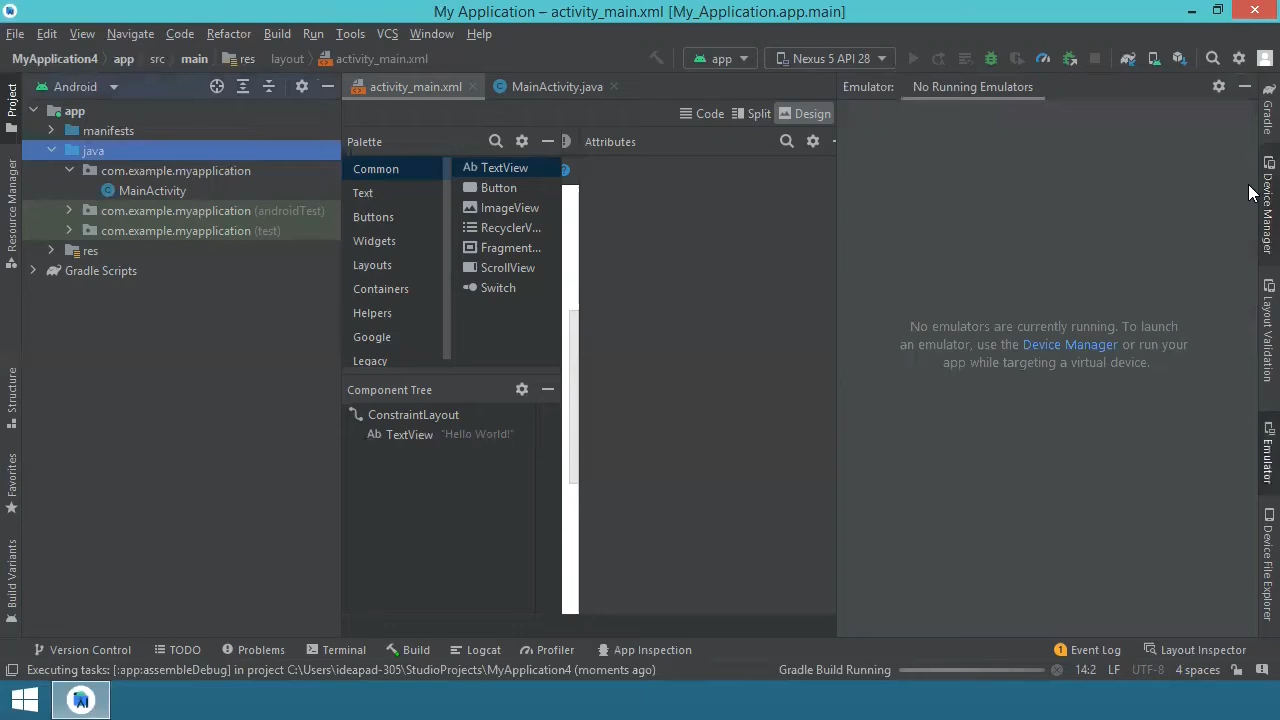 My Application – activity_main.xml [My_Application.app.main]
File Edit View Navigate Code Refactor Build Run Tools VCS Window Help
MyApplication4 app src main res layout activity_main.xml
app Nexus 5 API 28
Project
Resource Manager
Structure
Favorites
Build Variants
Android
app
manifests
java
com.example.myapplication
MainActivity
com.example.myapplication (androidTest)
com.example.myapplication (test)
res
Gradle Scripts
activity_main.xml MainActivity.java
Code Split Design
Palette
Common
Text
Buttons
Widgets
Layouts
Containers
Helpers
Google
Legacy
Ab TextView
Button
ImageView
RecyclerV...
Fragment...
ScrollView
Switch
Component Tree
ConstraintLayout
Ab TextView "Hello World!"
Attributes
Emulator: No Running Emulators
No emulators are currently running. To launch
an emulator, use the Device Manager or run your
app while targeting a virtual device.
Gradle
Device Manager
Layout Validation
Emulator
Device File Explorer
Version Control TODO Problems Terminal Build Logcat Profiler App Inspection 1 Event Log Layout Inspector
Executing tasks: [:app:assembleDebug] in project C:\Users\ideapad-305\StudioProjects\MyApplication4 (moments ago) Gradle Build Running 14:2 LF UTF-8 4 spaces